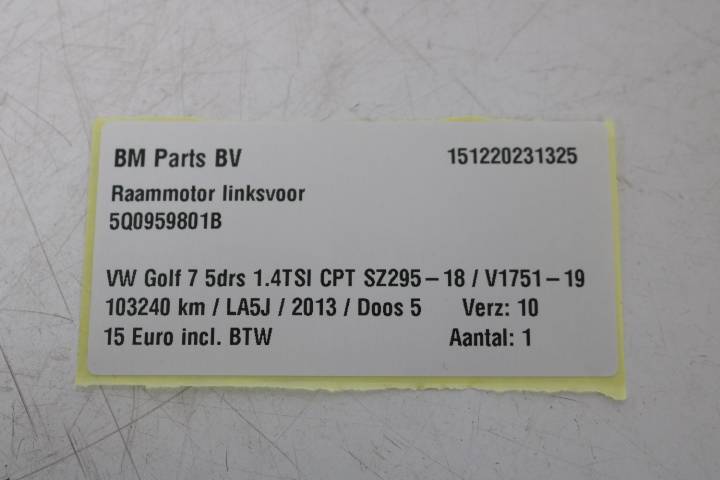 BM Parts BV 151220231325
Raammotor linksvoor
5Q0959801B
VW Golf 7 5drs 1.4TSI CPT SZ295-18 / V1751-19
103240 km / LA5J / 2013 / Doos 5 Verz: 10
15 Euro incl. BTW Aantal: 1